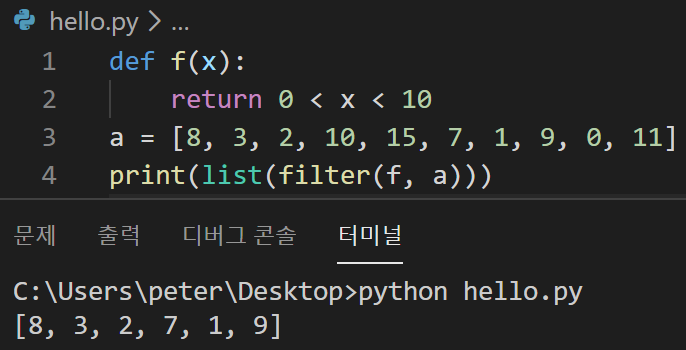 hello.py > ...
1 def f(x):
2     return 0 < x < 10
3 a = [8, 3, 2, 10, 15, 7, 1, 9, 0, 11]
4 print(list(filter(f, a)))
문제 출력 디버그 콘솔 터미널
C:\Users\peter\Desktop>python hello.py
[8, 3, 2, 7, 1, 9]